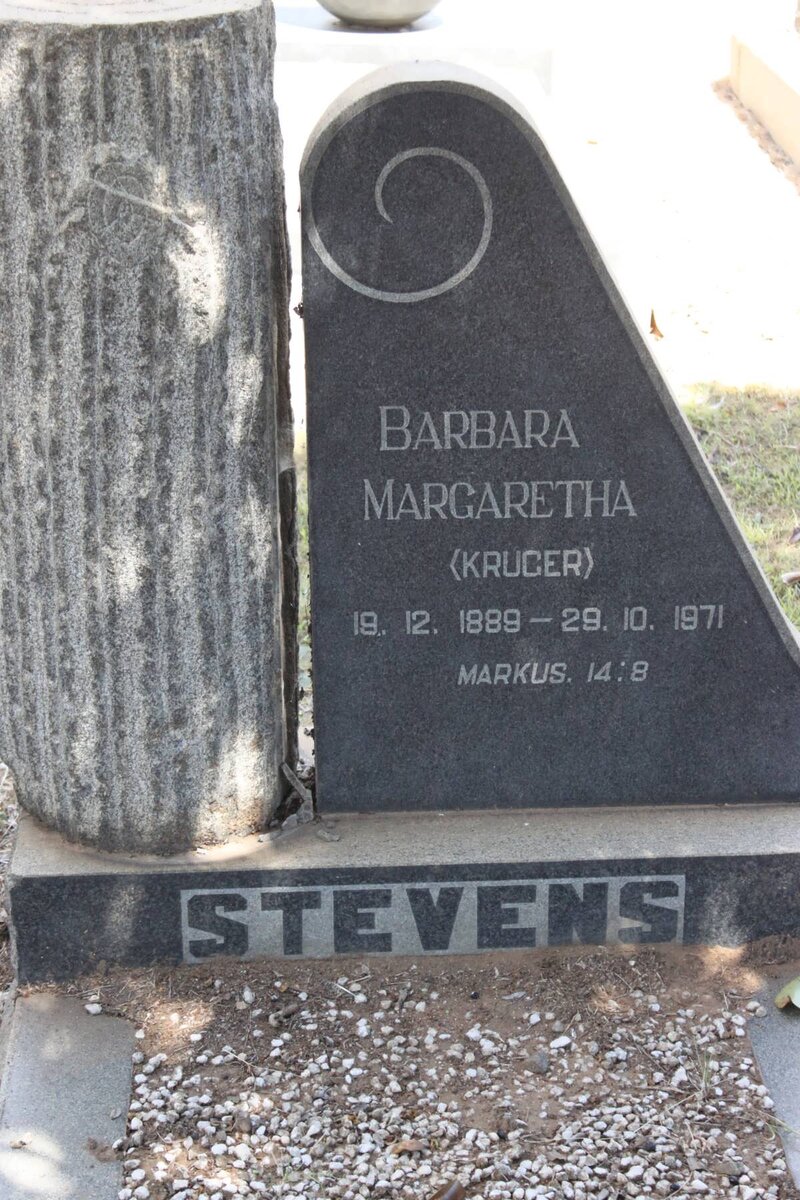 BARBARA
MARGARETHA
(KRUGER)
19. 12. 1889 – 29. 10. 1971
MARKUS. 14:8
STEVENS